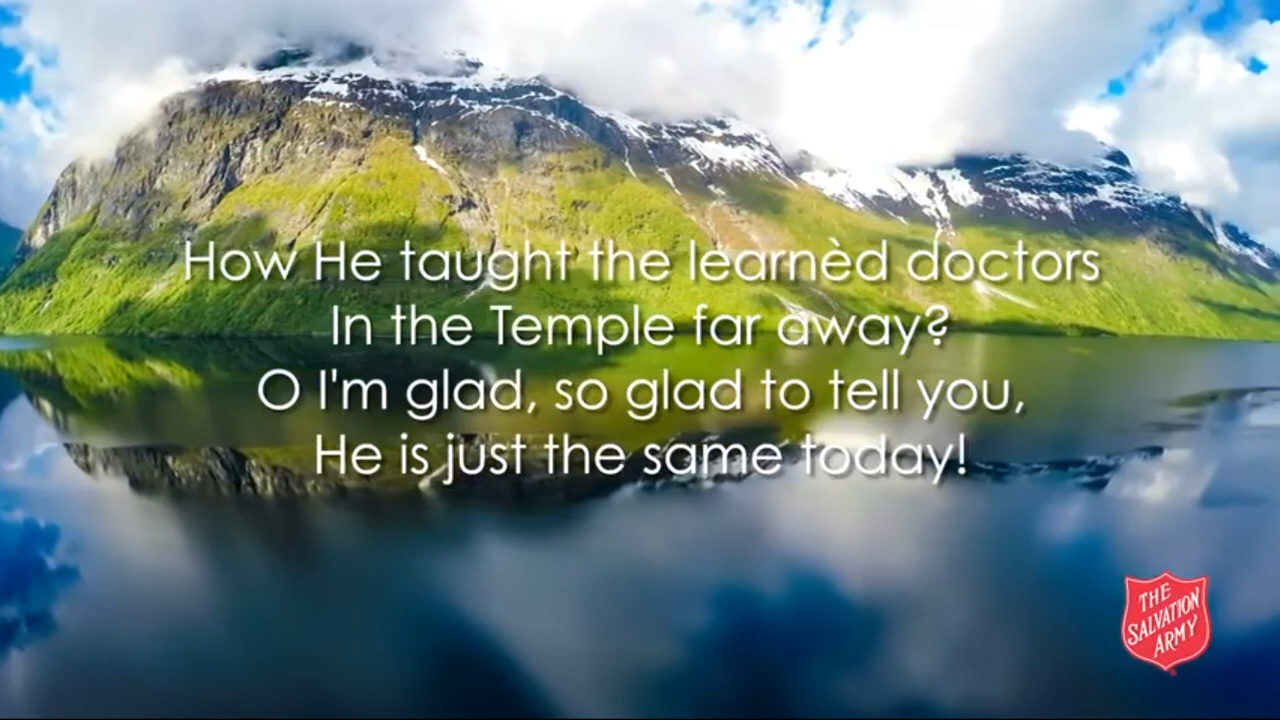 How He taught the learnèd doctors
In the Temple far away?
O I'm glad, so glad to tell you,
He is just the same today!
THE
SALVATION
ARMY